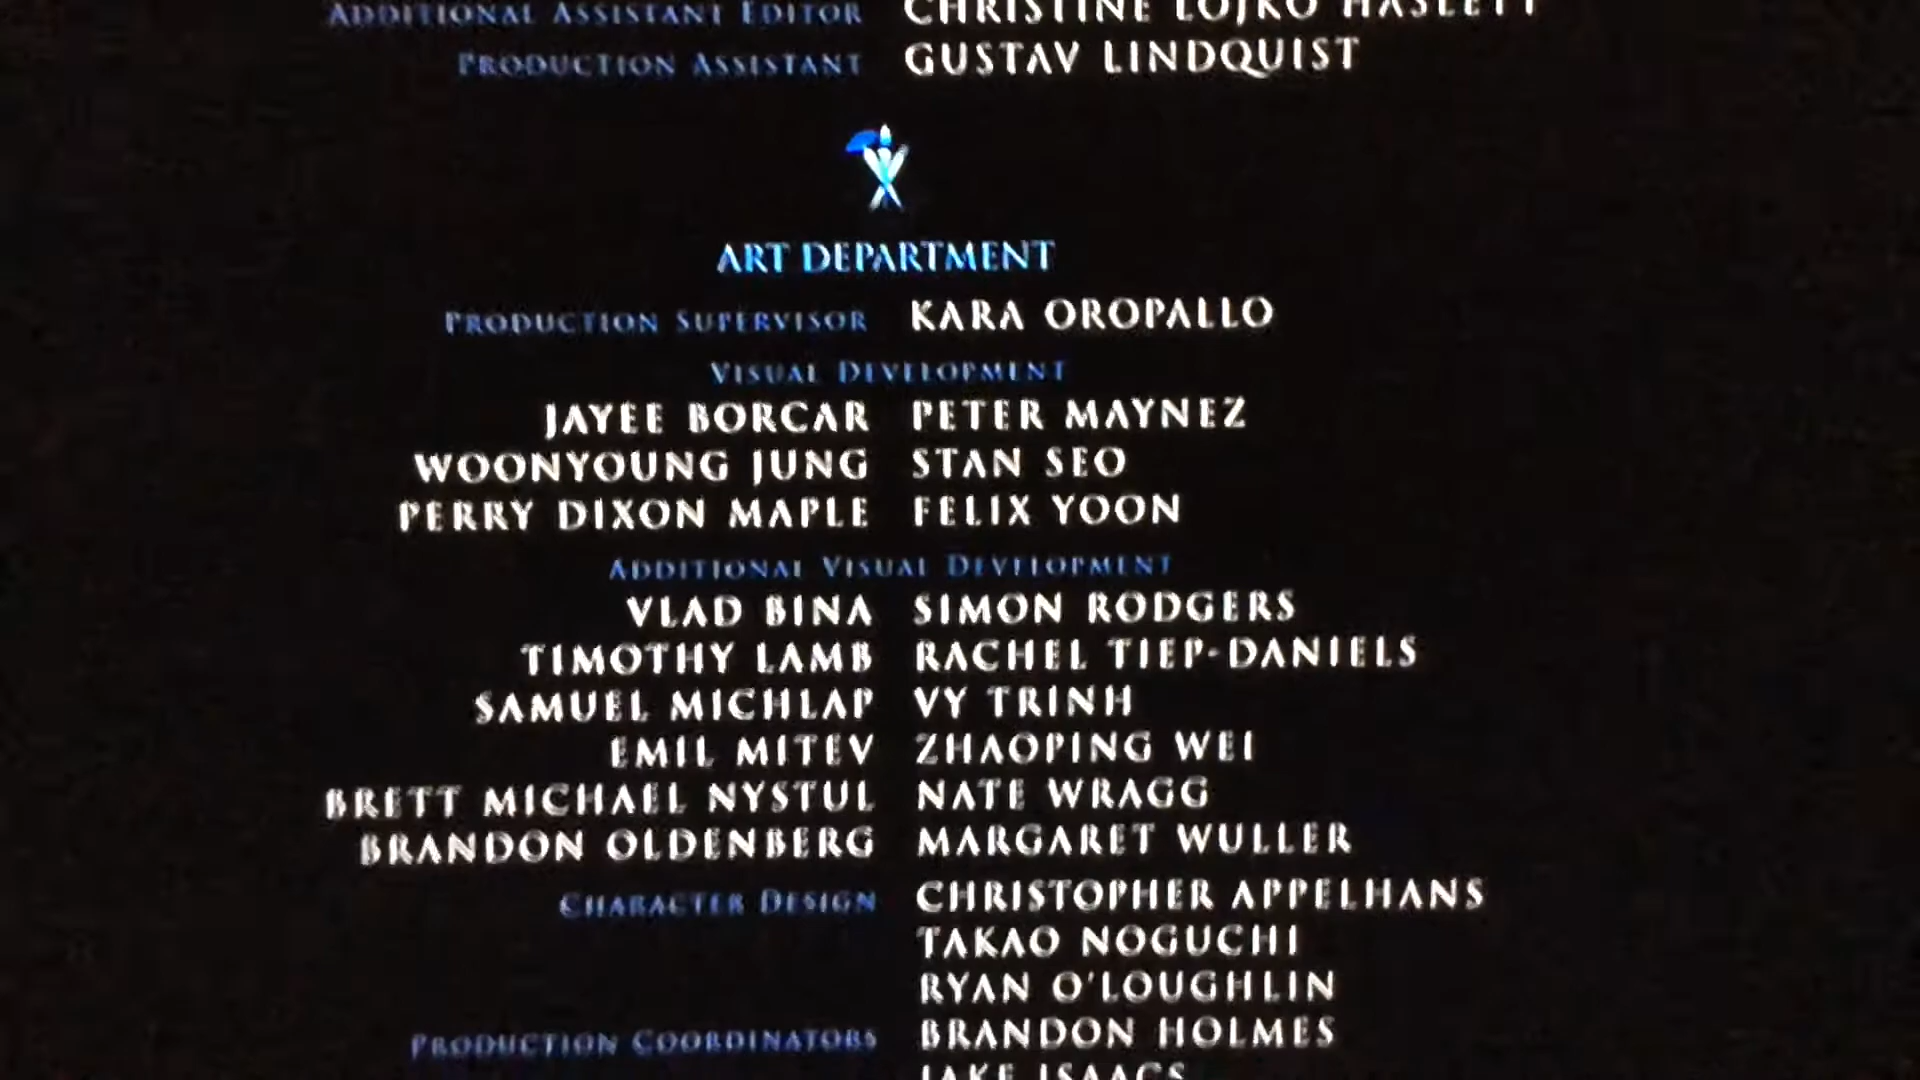 ADDITIONAL ASSISTANT EDITOR CHRISTINE LOJKO HASLETT
PRODUCTION ASSISTANT GUSTAV LINDQUIST
ART DEPARTMENT
PRODUCTION SUPERVISOR KARA OROPALLO
VISUAL DEVELOPMENT
JAYEE BORCAR PETER MAYNEZ
WOONYOUNG JUNG STAN SEO
PERRY DIXON MAPLE FELIX YOON
ADDITIONAL VISUAL DEVELOPMENT
VLAD BINA SIMON RODGERS
TIMOTHY LAMB RACHEL TIEP-DANIELS
SAMUEL MICHLAP VY TRINH
EMIL MITEV ZHAOPING WEI
BRETT MICHAEL NYSTUL NATE WRAGG
BRANDON OLDENBERG MARGARET WULLER
CHARACTER DESIGN CHRISTOPHER APPELHANS
TAKAO NOGUCHI
RYAN O'LOUGHLIN
PRODUCTION COORDINATORS BRANDON HOLMES
JAKE ISAACS